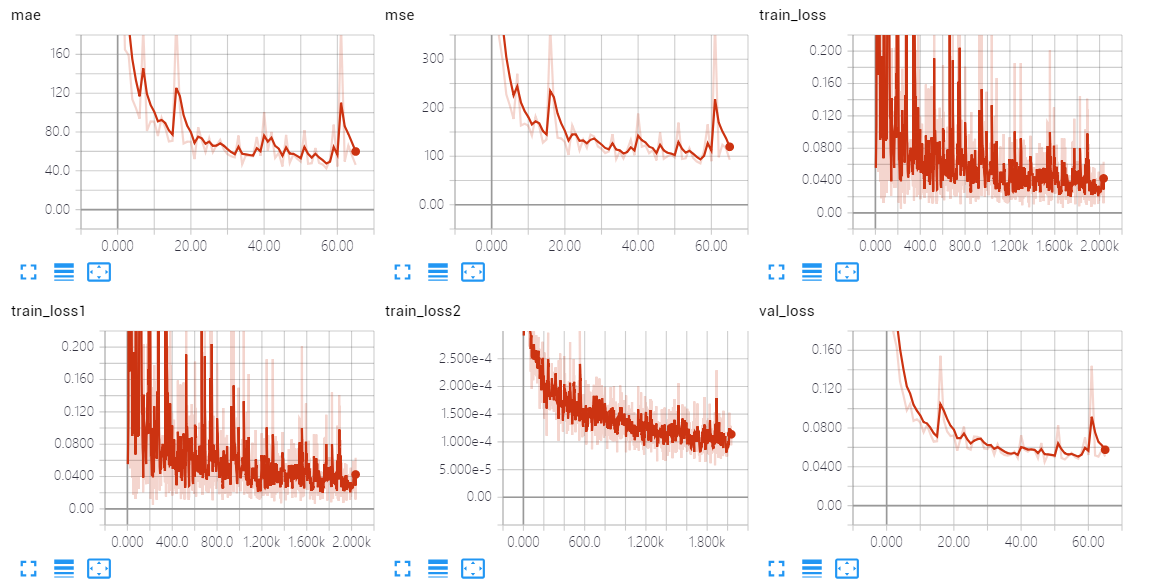 mae
160
120
80.0
40.0
0.00
0.000 20.00 40.00 60.00
mse
300
200
100
0.00
0.000 20.00 40.00 60.00
train_loss
0.200
0.160
0.120
0.0800
0.0400
0.00
0.000 400.0 800.0 1.200k 1.600k 2.000k
train_loss1
0.200
0.160
0.120
0.0800
0.0400
0.00
0.000 400.0 800.0 1.200k 1.600k 2.000k
train_loss2
2.500e-4
2.000e-4
1.500e-4
1.000e-4
5.000e-5
0.00
0.000 600.0 1.200k 1.800k
val_loss
0.160
0.120
0.0800
0.0400
0.00
0.000 20.00 40.00 60.00